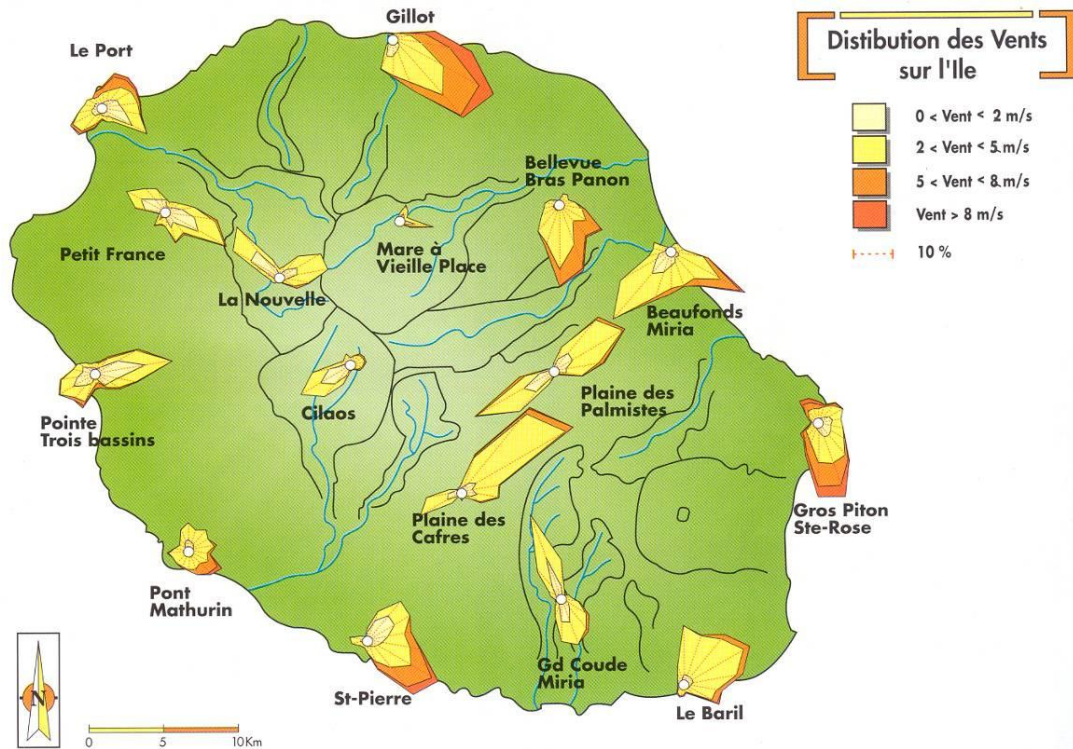 Gillot
Le Port
Distibution des Vents
sur l'Ile
0 < Vent < 2 m/s
2 < Vent < 5 m/s
5 < Vent < 8 m/s
Vent > 8 m/s
10 %
Bellevue
Bras Panon
Petit France
Mare à
Vieille Place
La Nouvelle
Beaufonds
Miria
Pointe
Trois bassins
Cilaos
Plaine des
Palmistes
Plaine des
Cafres
Gros Piton
Ste-Rose
Pont
Mathurin
Gd Coude
Miria
St-Pierre
Le Baril
N
0 5 10Km